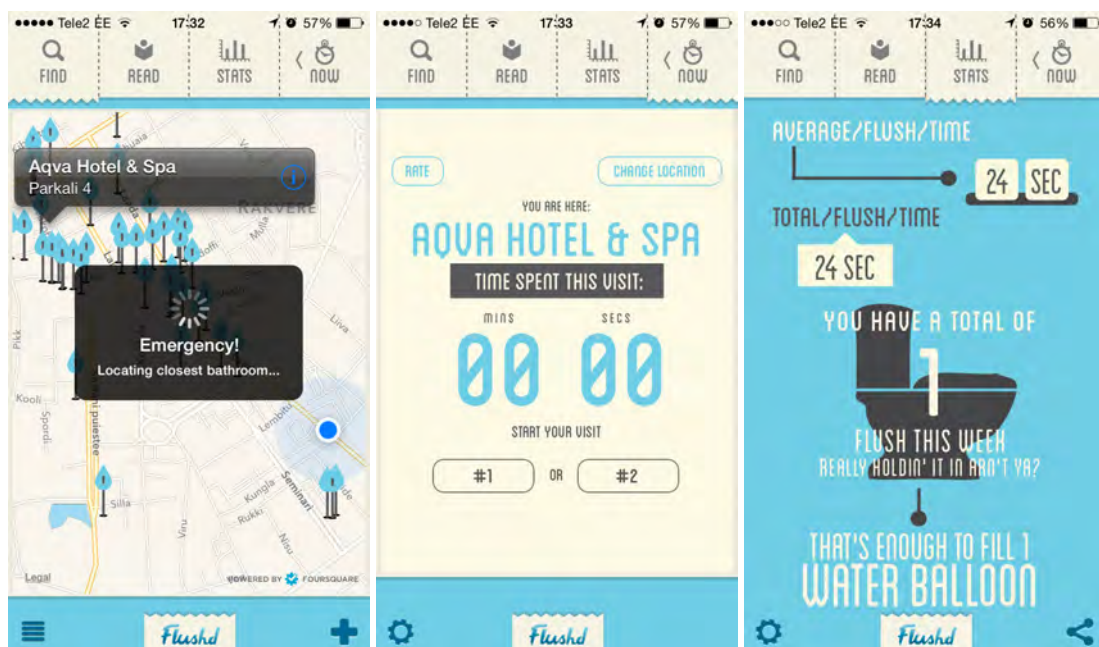 Tele2 EE 17:32 57%
FIND READ STATS NOW
Aqva Hotel & Spa
Parkali 4
RAKVERE
Mulla
Pikk
Liiva
Emergency!
Locating closest bathroom...
Kooli
Spordi
Lembitu
Seminari
Silla
Kungla
Rukki
Viru
Nisu
Legal
POWERED BY FOURSQUARE
Flushd
Tele2 EE 17:33 57%
FIND READ STATS NOW
RATE
CHANGE LOCATION
YOU ARE HERE:
AQVA HOTEL & SPA
TIME SPENT THIS VISIT:
MINS SECS
00 00
START YOUR VISIT
#1 OR #2
Flushd
Tele2 EE 17:34 56%
FIND READ STATS NOW
AVERAGE/FLUSH/TIME
24 SEC
TOTAL/FLUSH/TIME
24 SEC
YOU HAVE A TOTAL OF
1
FLUSH THIS WEEK
REALLY HOLDIN' IT IN ARN'T YA?
THAT'S ENOUGH TO FILL 1
WATER BALLOON
Flushd